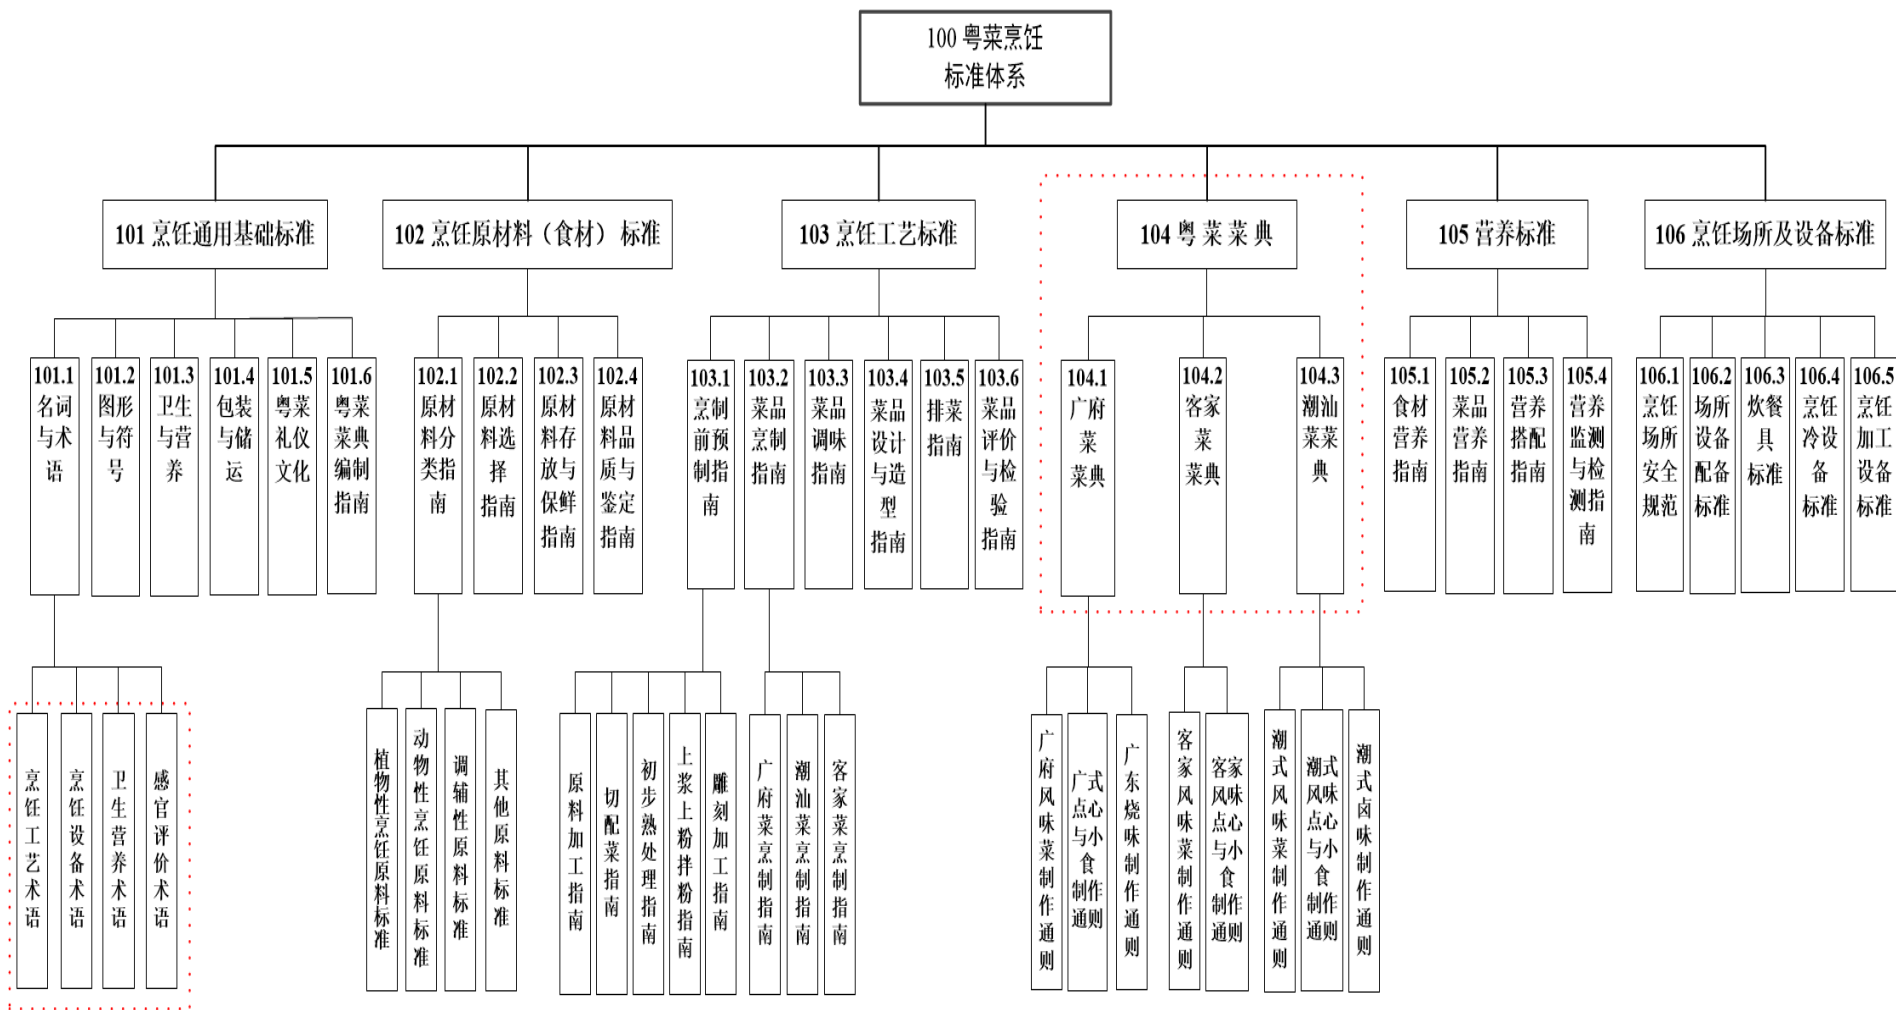 100 粤菜烹饪
标准体系
101 烹饪通用基础标准
102 烹饪原材料（食材） 标准
103 烹饪工艺标准
104 粤 菜 菜 典
105 营养标准
106 烹饪场所及设备标准
101.1
名词
与术
语
101.2
图形
与符
号
101.3
卫生
与营
养
101.4
包装
与储
运
101.5
粤菜
礼仪
文化
101.6
粤菜
菜典
编制
指南
102.1
原材
料分
类指
南
102.2
原材
料选
择
指南
102.3
原材
料存
放与
保鲜
指南
102.4
原材
料品
质与
鉴定
指南
103.1
烹制
前预
制指
南
103.2
菜品
烹制
指南
103.3
菜品
调味
指南
103.4
菜品
设计
与造
型
指南
103.5
排菜
指南
103.6
菜品
评价
与检
验
指南
104.1
广府
菜
菜典
104.2
客家
菜
菜典
104.3
潮汕
菜菜
典
105.1
食材
营养
指南
105.2
菜品
营养
指南
105.3
营养
搭配
指南
105.4
营养
监测
与检
测指
南
106.1
烹饪
场所
安全
规范
106.2
场所
设备
配备
标准
106.3
炊餐
具
标准
106.4
烹饪
冷设
备
标准
106.5
烹饪
加工
设备
标准
烹饪工艺术语
烹饪设备术语
卫生营养术语
感官评价术语
植物性烹饪原料标准
动物性烹饪原料标准
调辅性原料标准
其他原料标准
原料加工指南
切配菜指南
初步熟处理指南
上浆上粉拌粉指南
雕刻加工指南
广府菜烹制指南
潮汕菜烹制指南
客家菜烹制指南
广府风味菜制作通则
广式
点心
与小
食
制作
通则
广东烧味制作通则
客家风味菜制作通则
客家
风味
点心
与小
食
制作
通则
潮式风味菜制作通则
潮式
风味
点心
与小
食
制作
通则
潮式卤味制作通则